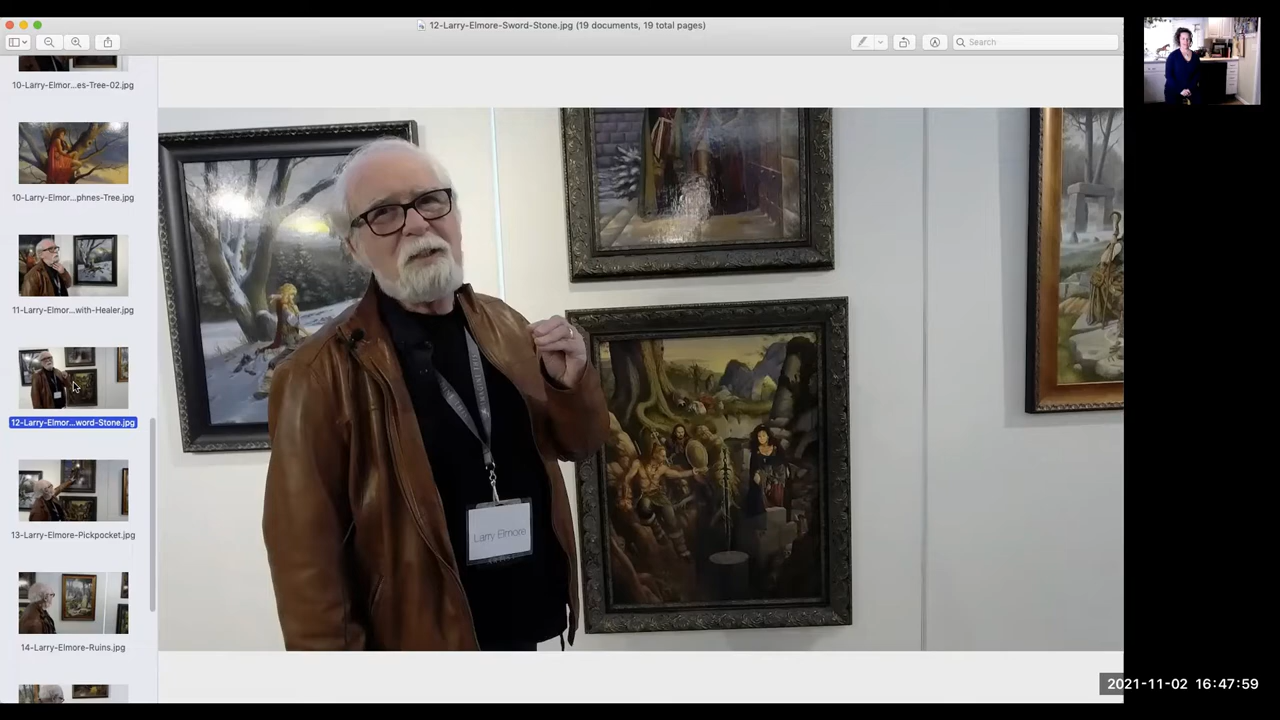 12-Larry-Elmore-Sword-Stone.jpg (19 documents, 19 total pages)
Search
10-Larry-Elmor...es-Tree-02.jpg
10-Larry-Elmor...phnes-Tree.jpg
11-Larry-Elmor...with-Healer.jpg
12-Larry-Elmor...word-Stone.jpg
13-Larry-Elmore-Pickpocket.jpg
14-Larry-Elmore-Ruins.jpg
Larry Elmore
2021-11-02 16:47:59